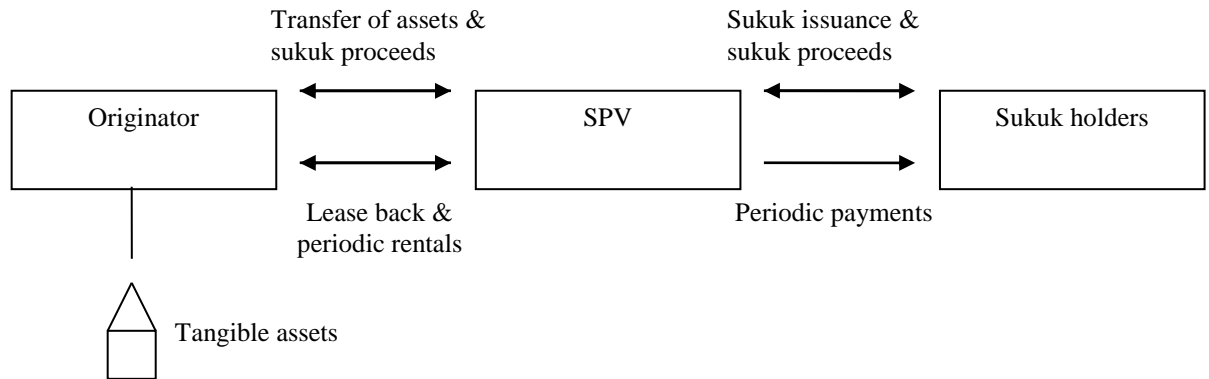 Transfer of assets &
sukuk proceeds
Sukuk issuance &
sukuk proceeds
Originator
SPV
Sukuk holders
Lease back &
periodic rentals
Periodic payments
Tangible assets